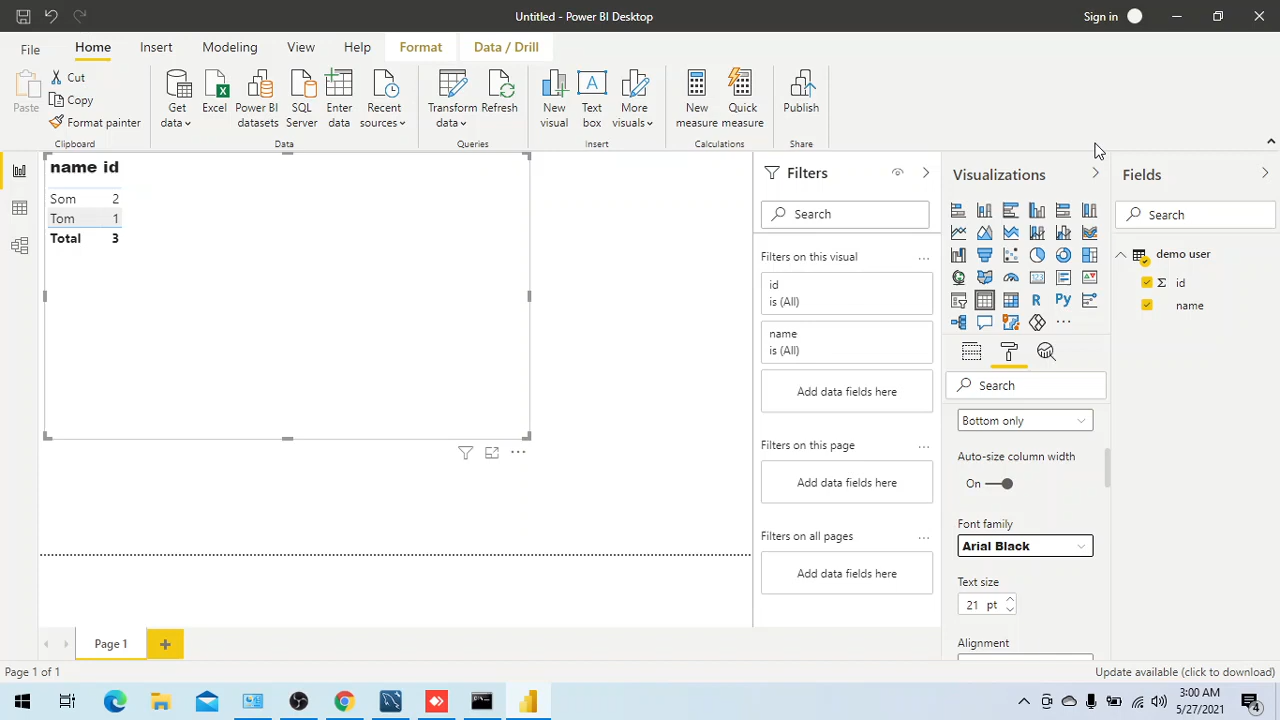 Untitled - Power BI Desktop
Sign in
File
Home
Insert
Modeling
View
Help
Format
Data / Drill
Paste
Cut
Copy
Format painter
Clipboard
Get data
Excel
Power BI datasets
SQL Server
Enter data
Recent sources
Data
Transform data
Refresh
Queries
New visual
Text box
More visuals
Insert
New measure
Quick measure
Calculations
Publish
Share
name id
Som 2
Tom 1
Total 3
Filters
Search
Filters on this visual
id
is (All)
name
is (All)
Add data fields here
Filters on this page
Add data fields here
Filters on all pages
Add data fields here
Visualizations
Search
Bottom only
Auto-size column width
On
Font family
Arial Black
Text size
21 pt
Alignment
Fields
Search
demo user
id
name
Page 1
Page 1 of 1
Update available (click to download)
3:00 AM
5/27/2021
4